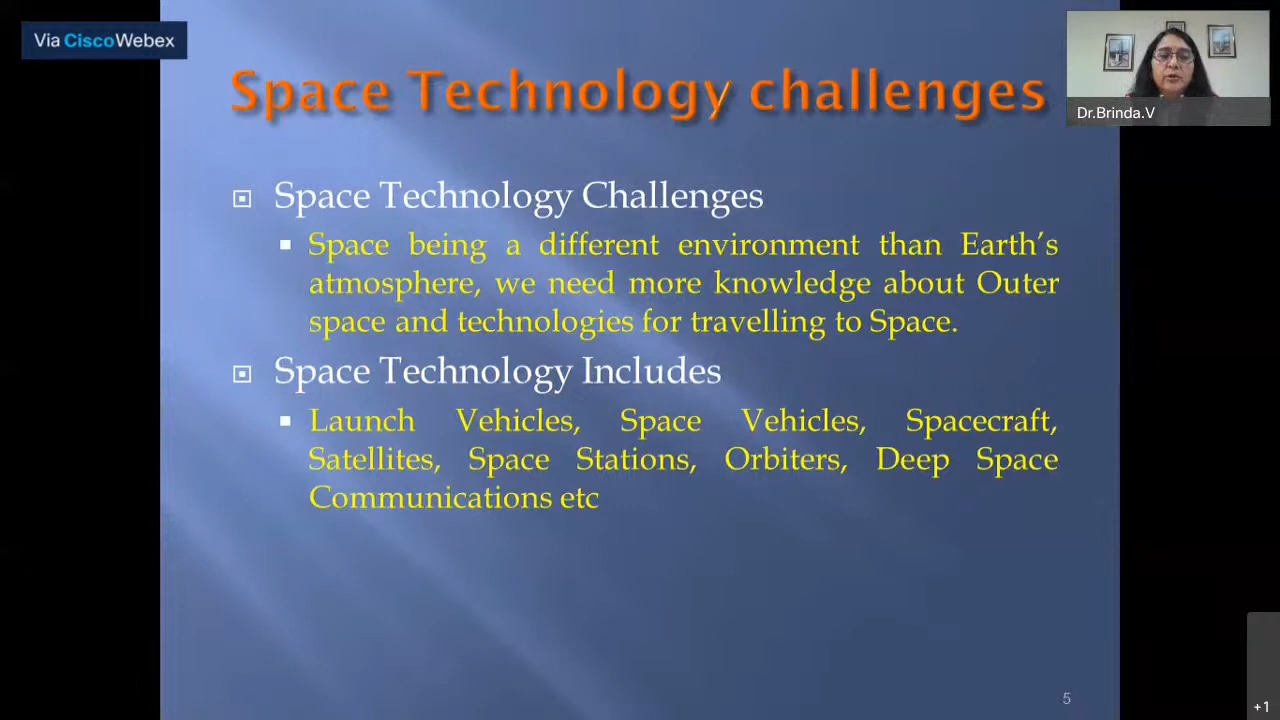 Via CiscoWebex
Space Technology challenges
Dr.Brinda.V
Space Technology Challenges
Space being a different environment than Earth’s
atmosphere, we need more knowledge about Outer
space and technologies for travelling to Space.
Space Technology Includes
Launch Vehicles, Space Vehicles, Spacecraft,
Satellites, Space Stations, Orbiters, Deep Space
Communications etc
5
+1